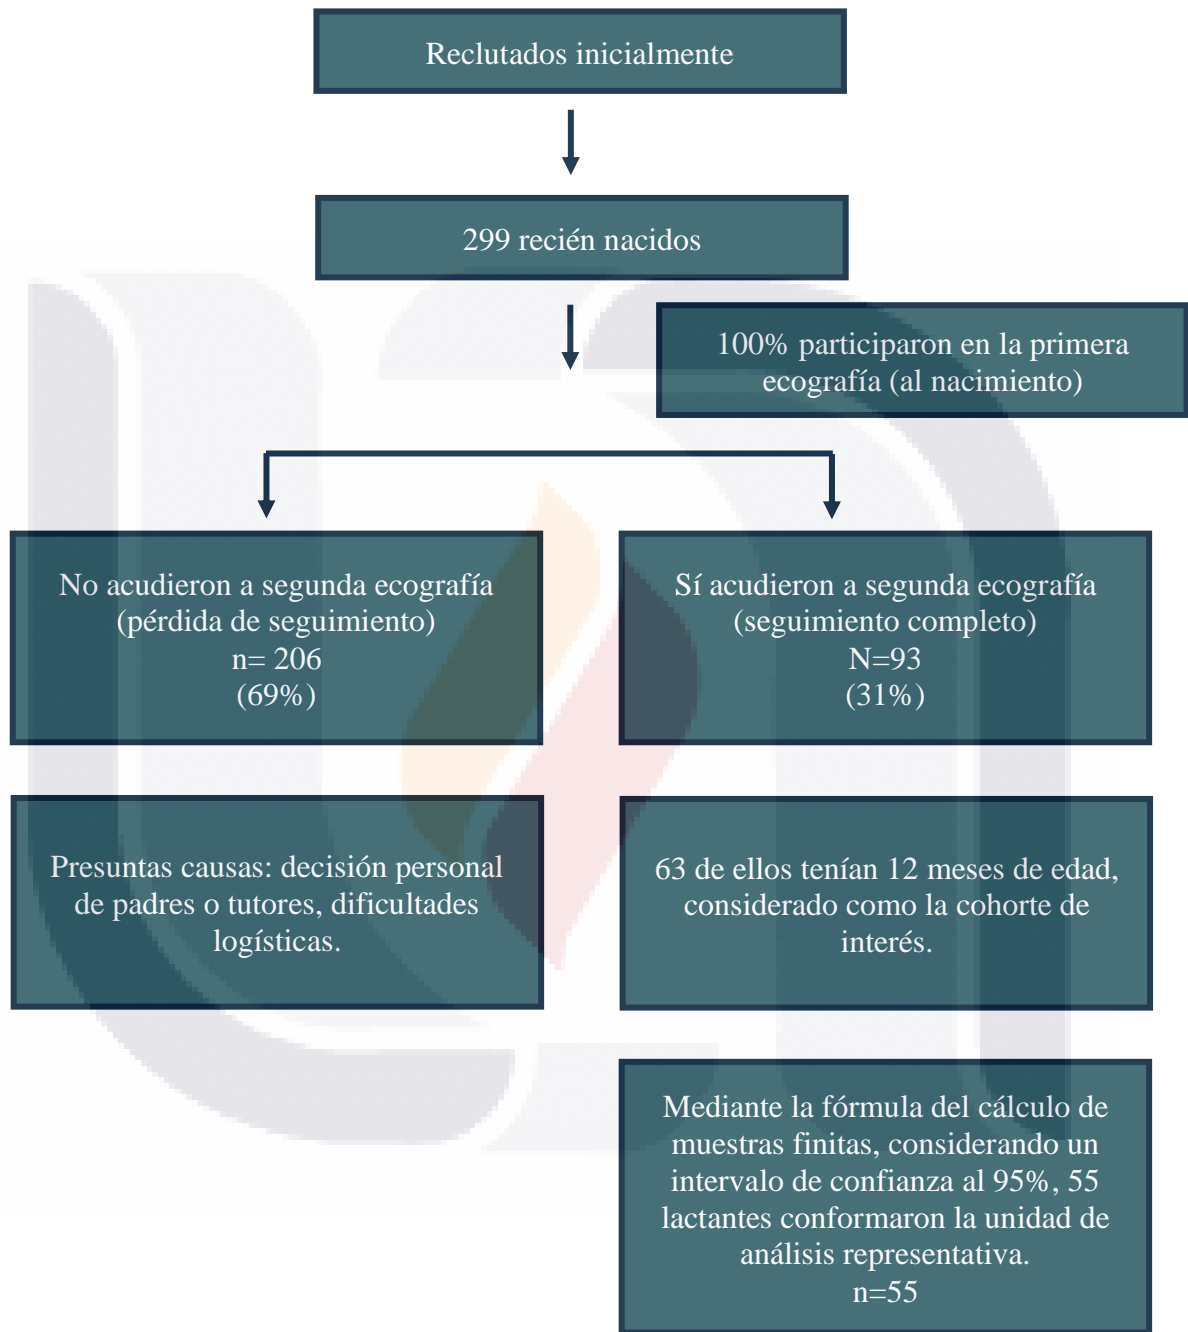 Reclutados inicialmente
299 recién nacidos
100% participaron en la primera
ecografía (al nacimiento)
No acudieron a segunda ecografía
(pérdida de seguimiento)
n= 206
(69%)
Sí acudieron a segunda ecografía
(seguimiento completo)
N=93
(31%)
Presuntas causas: decisión personal
de padres o tutores, dificultades
logísticas.
63 de ellos tenían 12 meses de edad,
considerado como la cohorte de
interés.
Mediante la fórmula del cálculo de
muestras finitas, considerando un
intervalo de confianza al 95%, 55
lactantes conformaron la unidad de
análisis representativa.
n=55